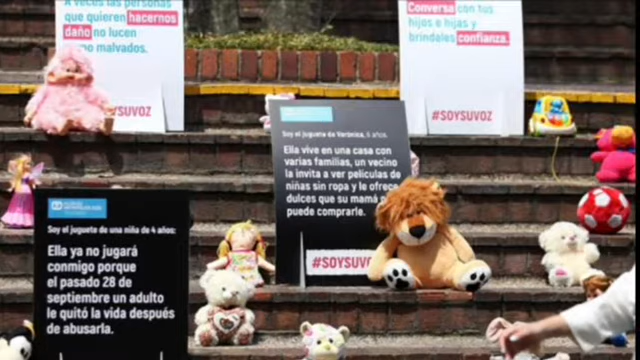 A veces las personas
que quieren hacernos
daño no lucen
como malvados.
#SOYSUVOZ
Conversa con tus
hijos e hijas y
bríndales confianza.
#SOYSUVOZ
Soy el juguete de Verónica, 6 años.
Ella vive en una casa con
varias familias, un vecino
la invita a ver películas de
niñas sin ropa y le ofrece
dulces que su mamá
puede comprarle.
#SOYSUVOZ
Soy el juguete de una niña de 4 años:
Ella ya no jugará
conmigo porque
el pasado 28 de
septiembre un adulto
le quitó la vida después
de abusarla.